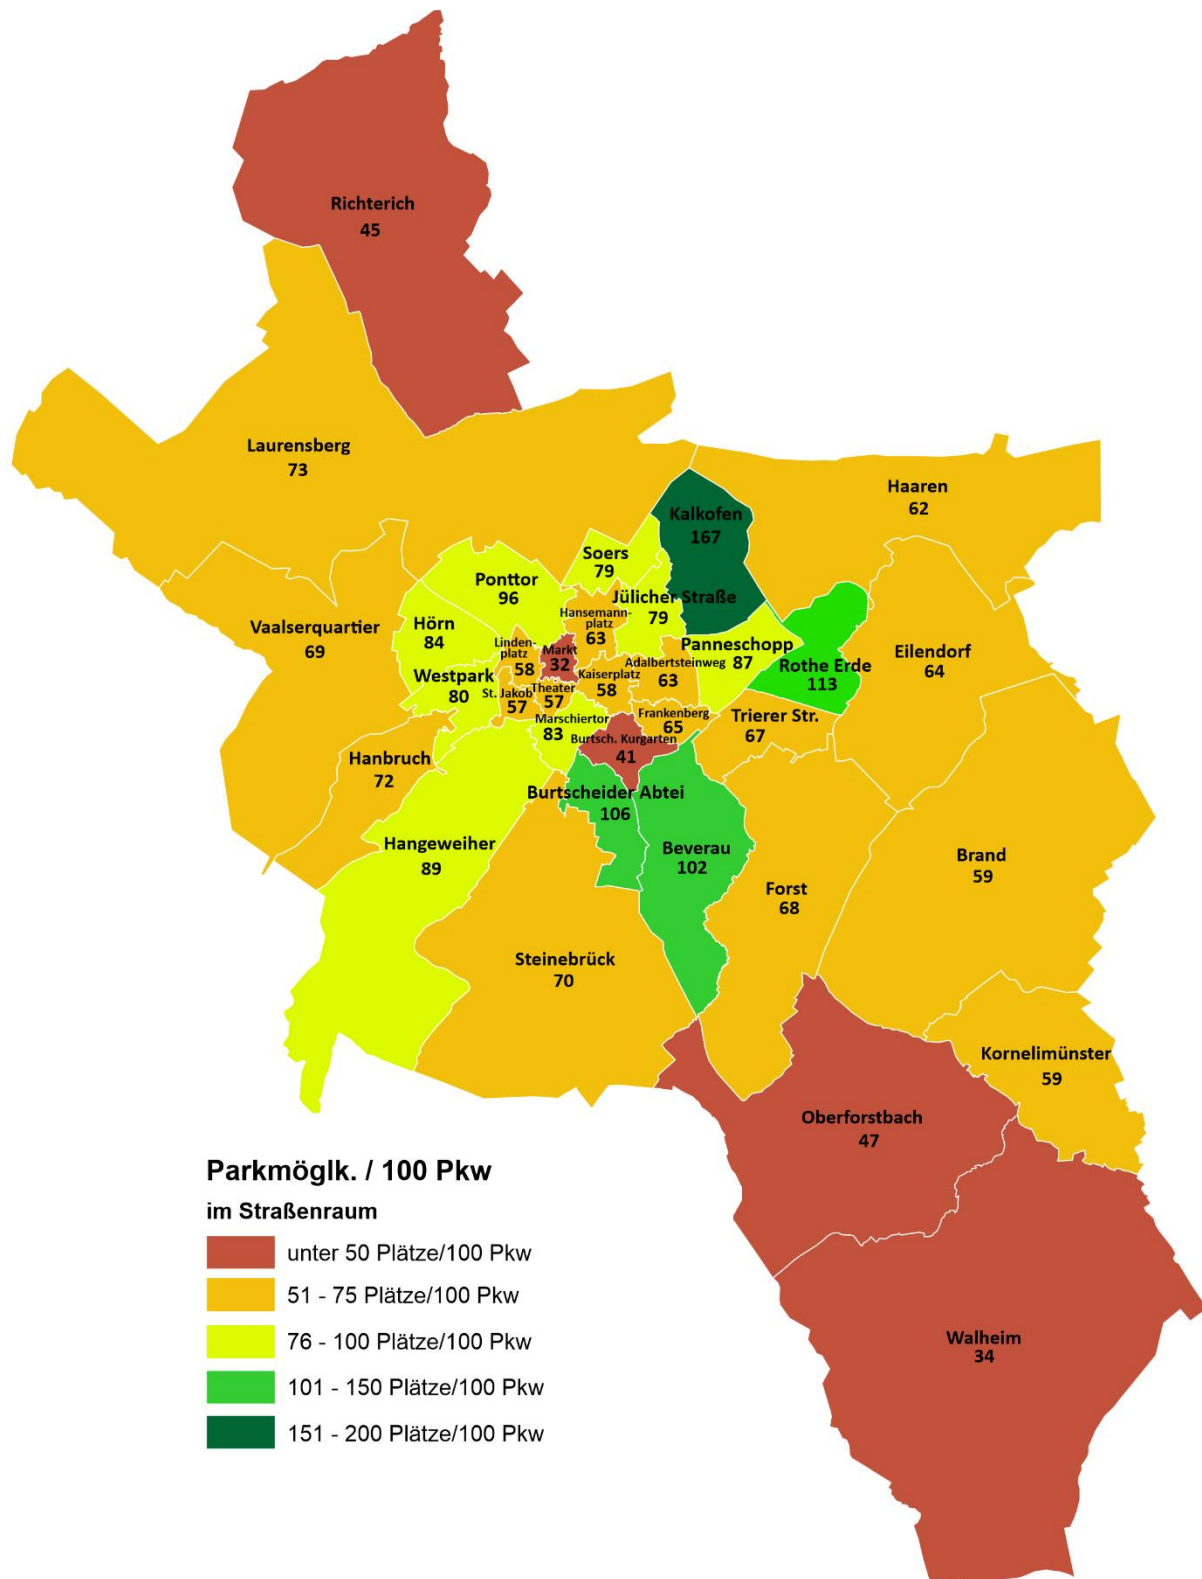 Richterich
45
Laurensberg
73
Haaren
62
Kalkofen
167
Soers
79
Ponttor
96
Jülicher Straße
79
Hansemann-
platz
63
Hörn
84
Vaalserquartier
69
Linden-
platz
58
Markt
32
Panneschopp
87
Eilendorf
64
Rothe Erde
113
Adalbertsteinweg
63
Kaiserplatz
58
Westpark
80
St. Jakob
57
Theater
57
Marschiertor
83
Frankenberg
65
Trierer Str.
67
Burtsch. Kurgarten
41
Hanbruch
72
Burtscheider Abtei
106
Hangeweiher
89
Beverau
102
Brand
59
Forst
68
Steinebrück
70
Kornelimünster
59
Oberforstbach
47
Walheim
34
Parkmöglk. / 100 Pkw
im Straßenraum
unter 50 Plätze/100 Pkw
51 - 75 Plätze/100 Pkw
76 - 100 Plätze/100 Pkw
101 - 150 Plätze/100 Pkw
151 - 200 Plätze/100 Pkw